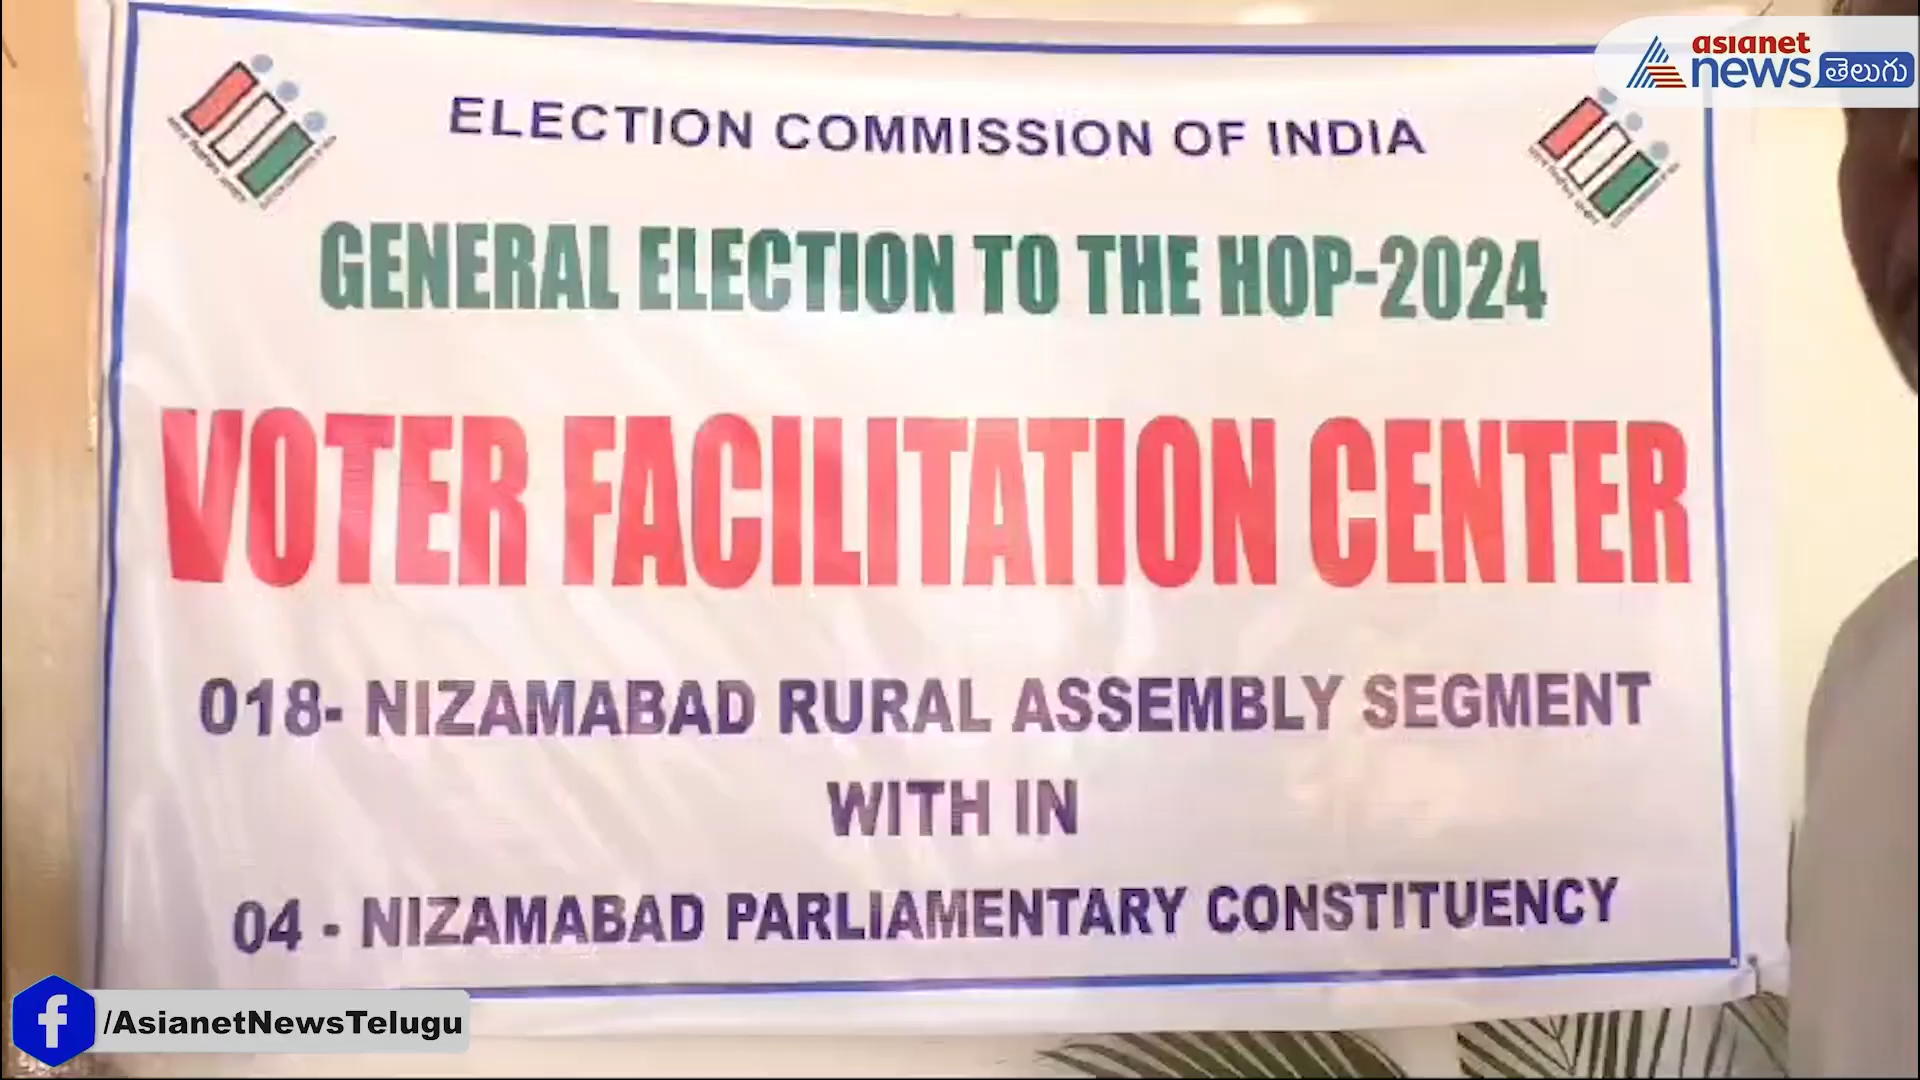 asianet
news తెలుగు
ELECTION COMMISSION OF INDIA
GENERAL ELECTION TO THE HOP-2024
VOTER FACILITATION CENTER
018- NIZAMABAD RURAL ASSEMBLY SEGMENT
WITH IN
04 - NIZAMABAD PARLIAMENTARY CONSTITUENCY
f /AsianetNewsTelugu